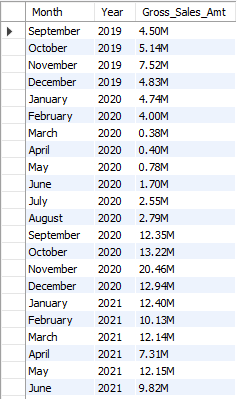 Month Year Gross_Sales_Amt
September 2019 4.50M
October 2019 5.14M
November 2019 7.52M
December 2019 4.83M
January 2020 4.74M
February 2020 4.00M
March 2020 0.38M
April 2020 0.40M
May 2020 0.78M
June 2020 1.70M
July 2020 2.55M
August 2020 2.79M
September 2020 12.35M
October 2020 13.22M
November 2020 20.46M
December 2020 12.94M
January 2021 12.40M
February 2021 10.13M
March 2021 12.14M
April 2021 7.31M
May 2021 12.15M
June 2021 9.82M